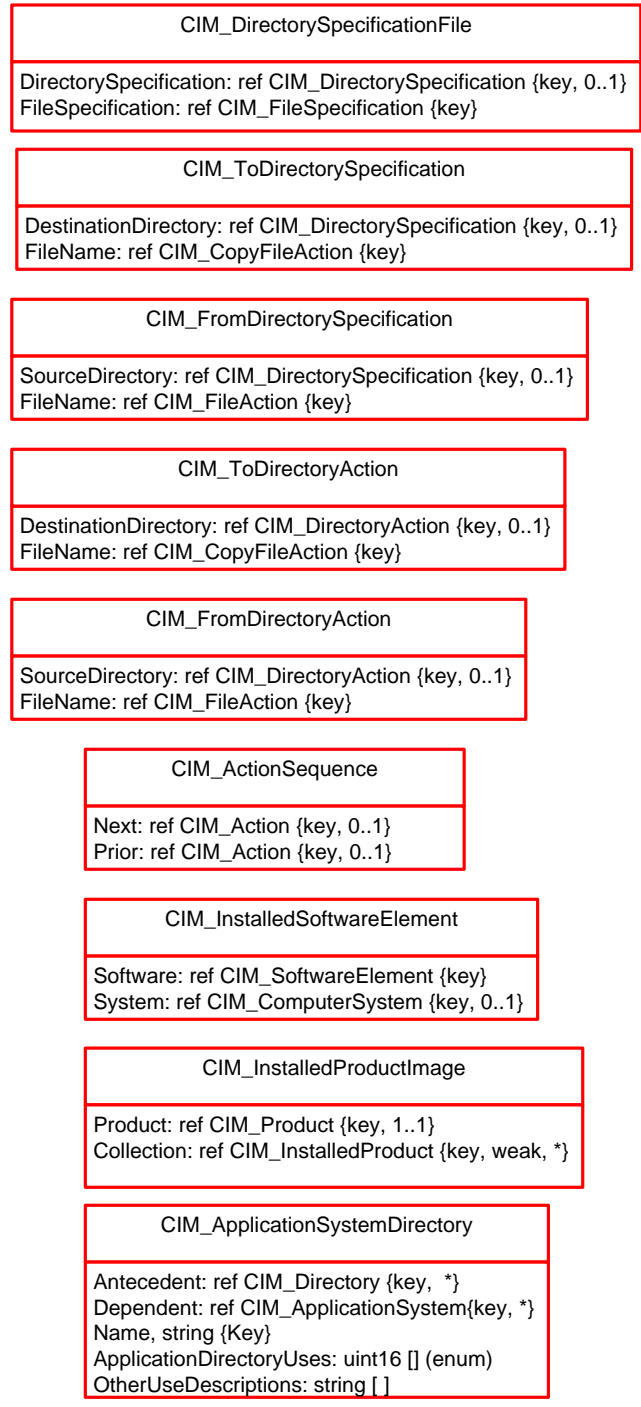 CIM_DirectorySpecificationFile
DirectorySpecification: ref CIM_DirectorySpecification {key, 0..1}
FileSpecification: ref CIM_FileSpecification {key}
CIM_ToDirectorySpecification
DestinationDirectory: ref CIM_DirectorySpecification {key, 0..1}
FileName: ref CIM_CopyFileAction {key}
CIM_FromDirectorySpecification
SourceDirectory: ref CIM_DirectorySpecification {key, 0..1}
FileName: ref CIM_FileAction {key}
CIM_ToDirectoryAction
DestinationDirectory: ref CIM_DirectoryAction {key, 0..1}
FileName: ref CIM_CopyFileAction {key}
CIM_FromDirectoryAction
SourceDirectory: ref CIM_DirectoryAction {key, 0..1}
FileName: ref CIM_FileAction {key}
CIM_ActionSequence
Next: ref CIM_Action {key, 0..1}
Prior: ref CIM_Action {key, 0..1}
CIM_InstalledSoftwareElement
Software: ref CIM_SoftwareElement {key}
System: ref CIM_ComputerSystem {key, 0..1}
CIM_InstalledProductImage
Product: ref CIM_Product {key, 1..1}
Collection: ref CIM_InstalledProduct {key, weak, *}
CIM_ApplicationSystemDirectory
Antecedent: ref CIM_Directory {key,  *}
Dependent: ref CIM_ApplicationSystem{key, *}
Name, string {Key}
ApplicationDirectoryUses: uint16 [] (enum)
OtherUseDescriptions: string [ ]